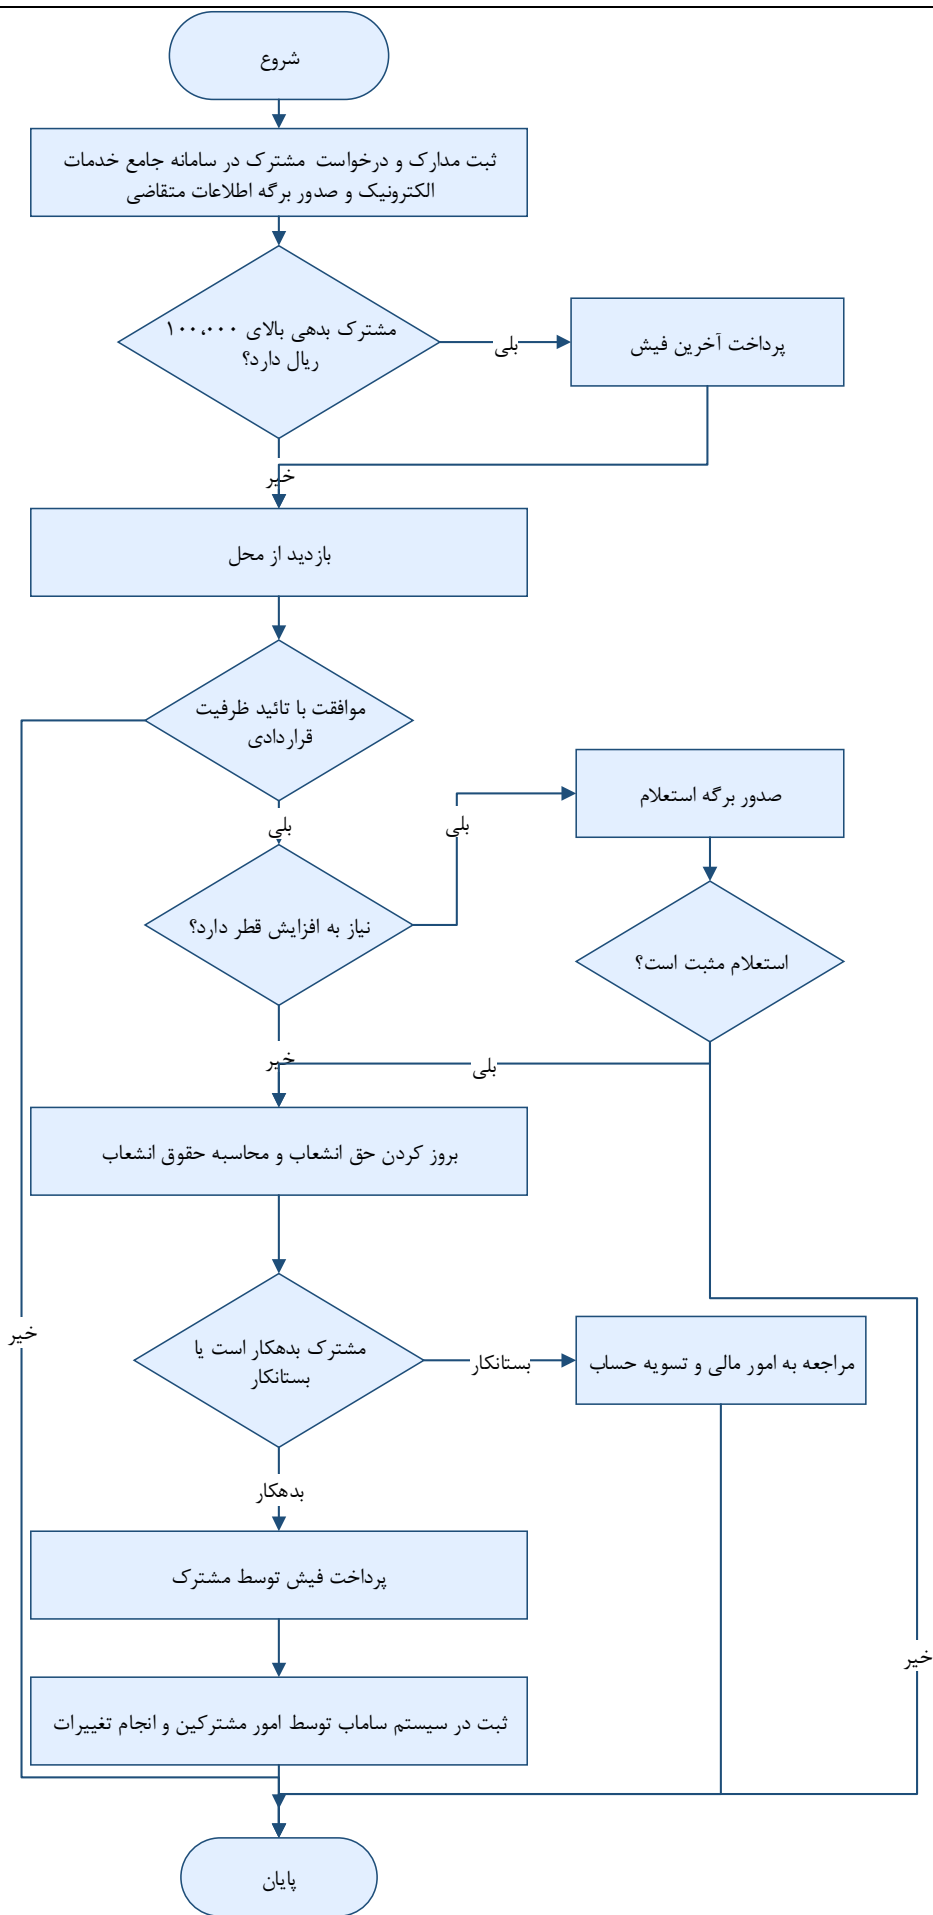 شروع
ثبت مدارک و درخواست مشترک در سامانه جامع خدمات
الکترونیک و صدور برگه اطلاعات متقاضی
مشترک بدهی بالای ۱۰۰،۰۰۰
ریال دارد؟
بلی
پرداخت آخرین فیش
خیر
بازدید از محل
موافقت با تائید ظرفیت
قراردادی
صدور برگه استعلام
بلی
بلی
نیاز به افزایش قطر دارد؟
استعلام مثبت است؟
خیر
بلی
بروز کردن حق انشعاب و محاسبه حقوق انشعاب
خیر
مشترک بدهکار است یا
بستانکار
بستانکار
مراجعه به امور مالی و تسویه حساب
بدهکار
پرداخت فیش توسط مشترک
خیر
ثبت در سیستم ساماب توسط امور مشترکین و انجام تغییرات
پایان